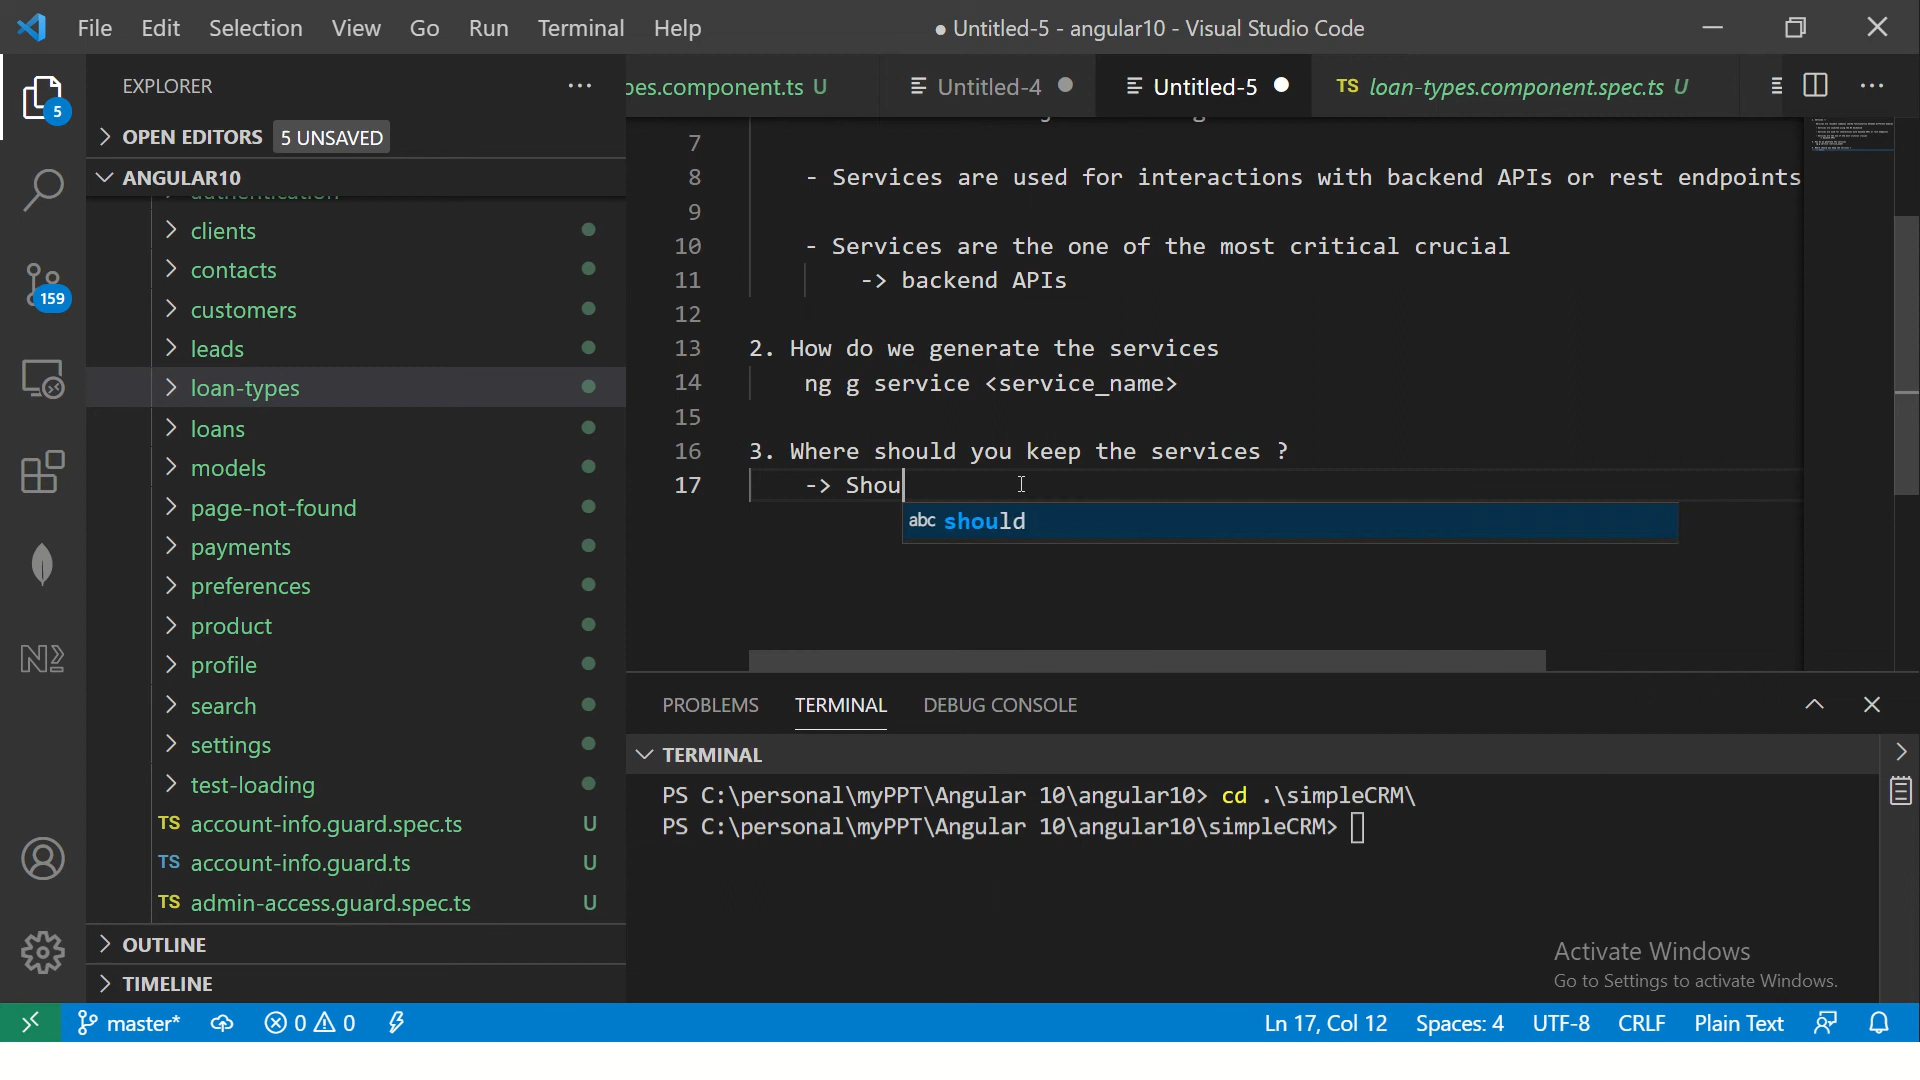 File Edit Selection View Go Run Terminal Help
● Untitled-5 - angular10 - Visual Studio Code
EXPLORER
pes.component.ts U
Untitled-4
Untitled-5
TS loan-types.component.spec.ts U
5
OPEN EDITORS 5 UNSAVED
ANGULAR10
authentication
clients
contacts
159
customers
leads
loan-types
loans
models
page-not-found
payments
preferences
product
profile
search
settings
test-loading
TS account-info.guard.spec.ts U
TS account-info.guard.ts U
TS admin-access.guard.spec.ts U
OUTLINE
TIMELINE
7
8 - Services are used for interactions with backend APIs or rest endpoints
9
10 - Services are the one of the most critical crucial
11 -> backend APIs
12
13 2. How do we generate the services
14 ng g service <service_name>
15
16 3. Where should you keep the services ?
17 -> Shou
abc should
PROBLEMS TERMINAL DEBUG CONSOLE
TERMINAL
PS C:\personal\myPPT\Angular 10\angular10> cd .\simpleCRM\
PS C:\personal\myPPT\Angular 10\angular10\simpleCRM>
Activate Windows
Go to Settings to activate Windows.
master* 0 0
Ln 17, Col 12 Spaces: 4 UTF-8 CRLF Plain Text